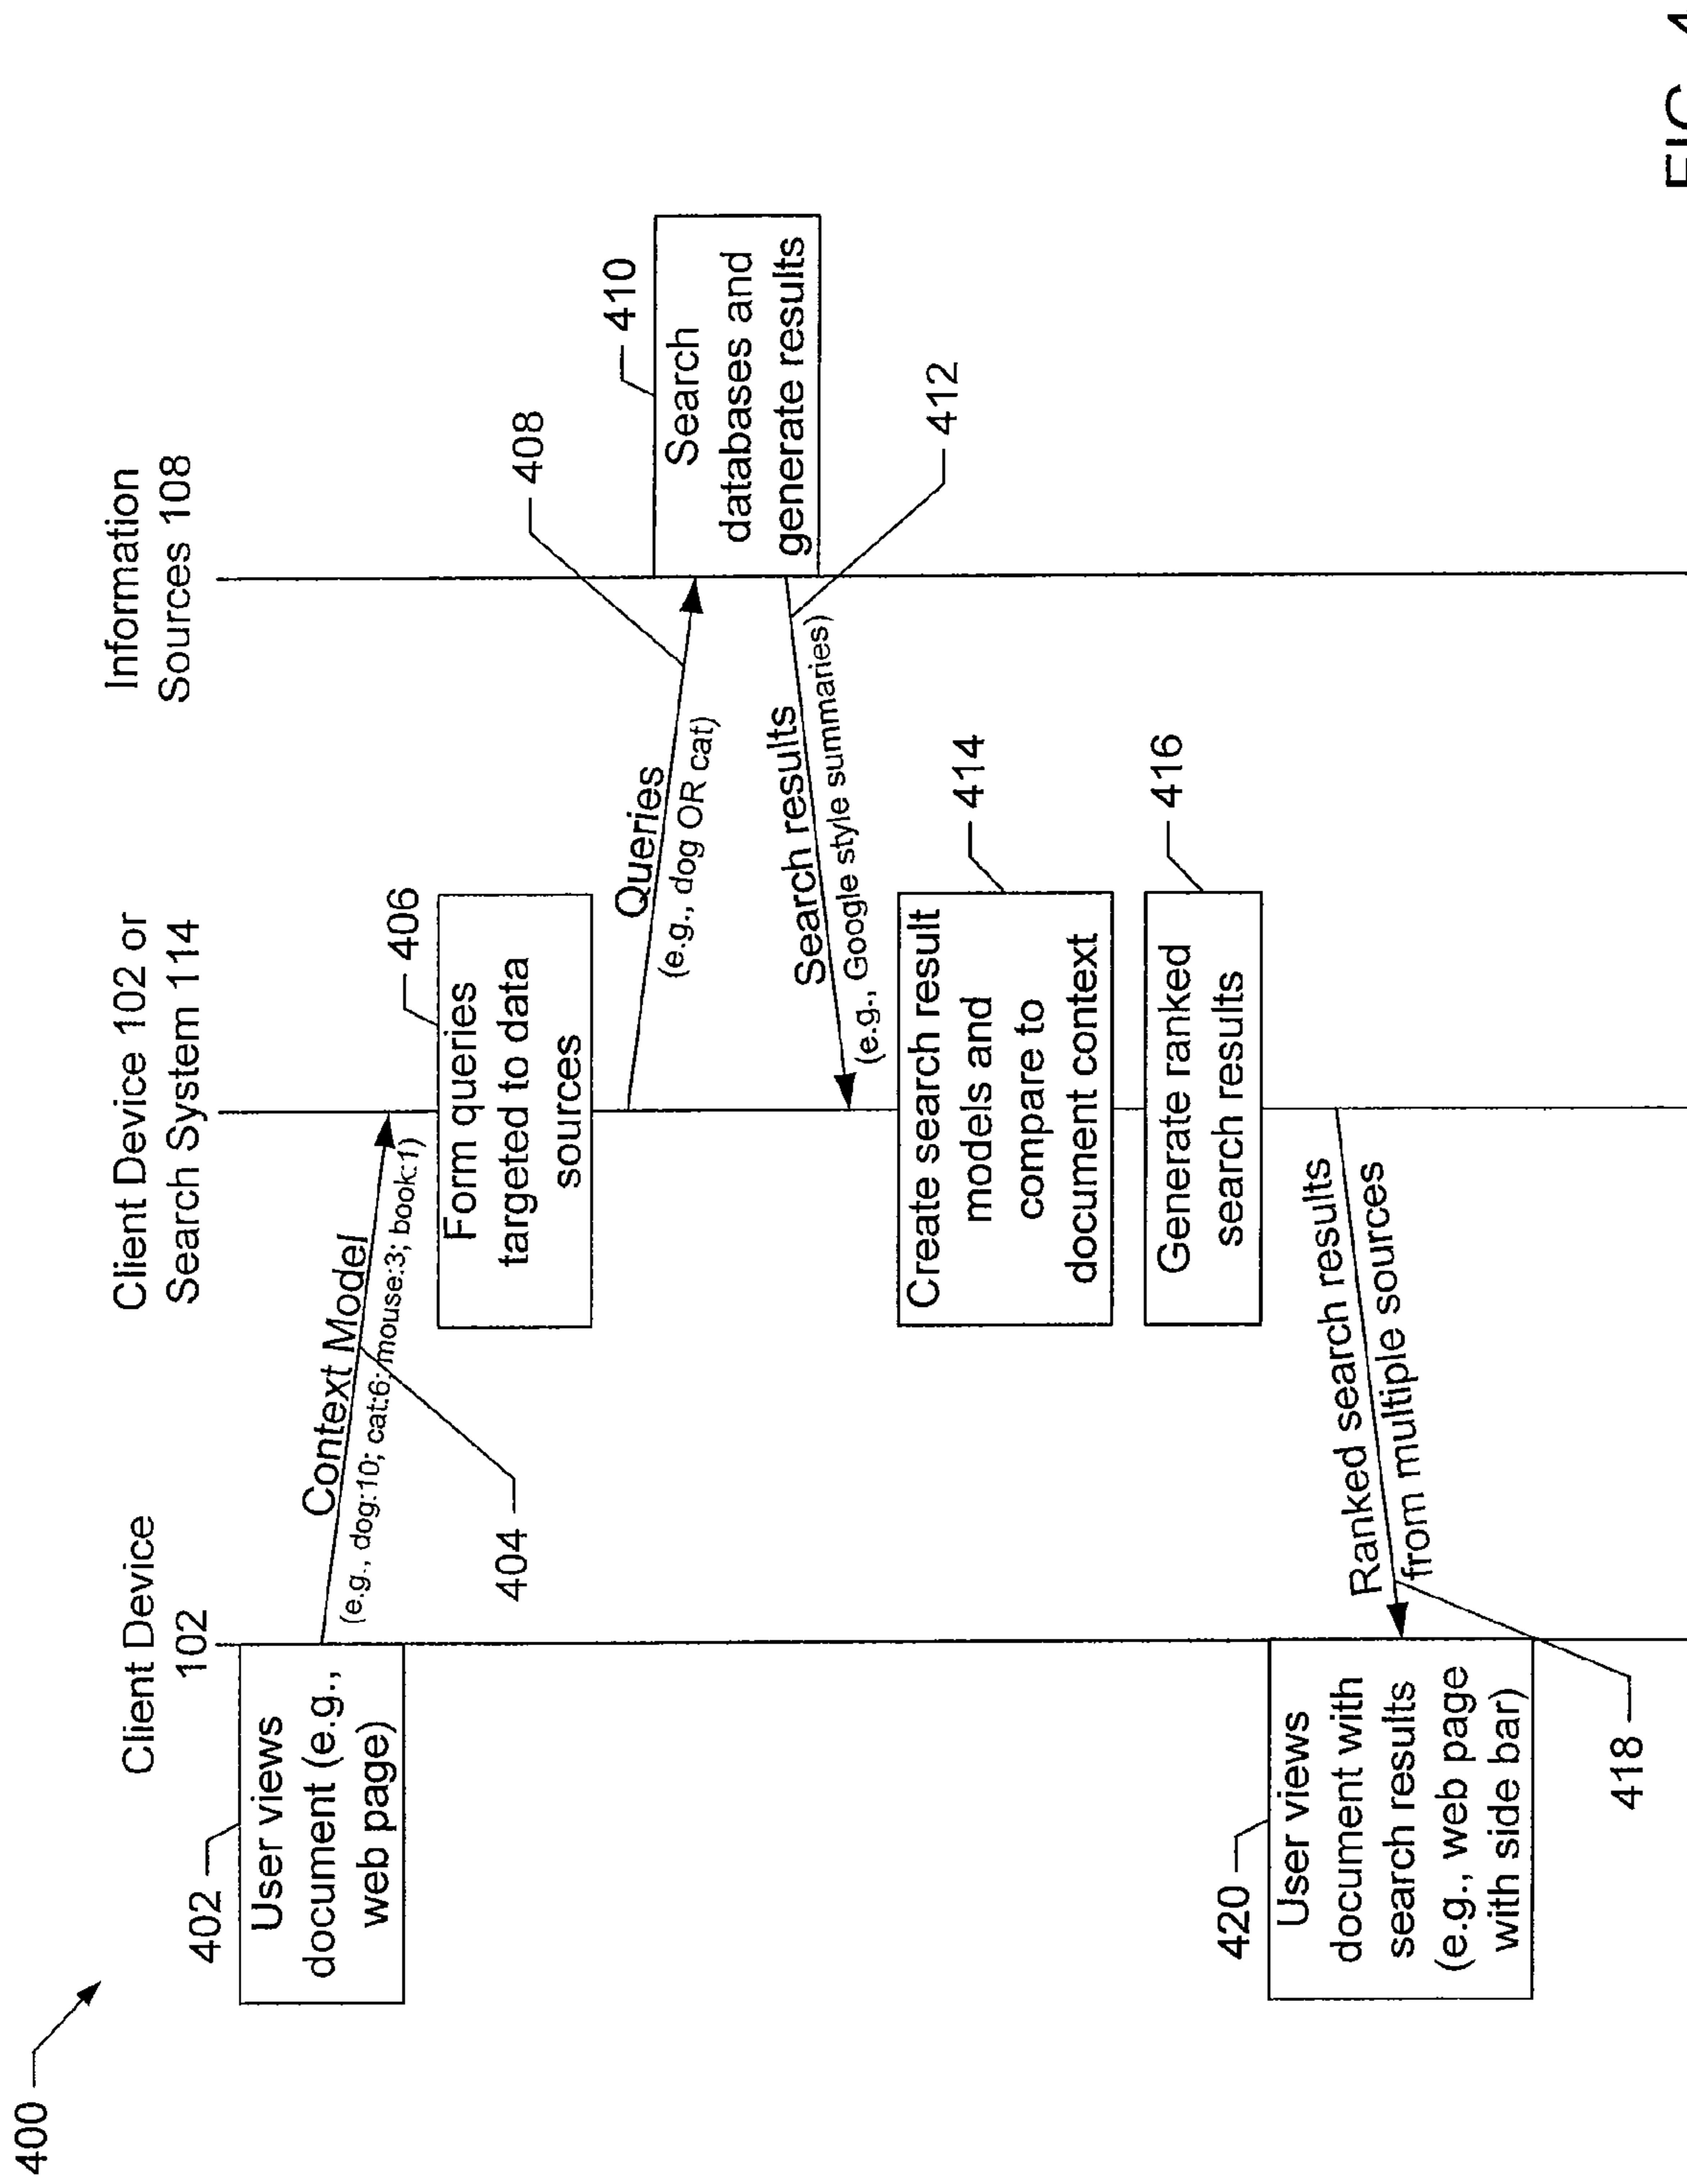 400
Client Device
102
Client Device 102 or
Search System 114
Information
Sources 108
402
User views
document (e.g.,
web page)
Context Model
(e.g., dog:10; cat:6; mouse:3; book:1)
404
406
Form queries
targeted to data
sources
Queries
(e.g., dog OR cat)
408
410
Search
databases and
generate results
Search results
(e.g., Google style summaries)
412
Create search result
models and
compare to
document context
414
Generate ranked
search results
416
Ranked search results
from multiple sources
418
420
User views
document with
search results
(e.g., web page
with side bar)